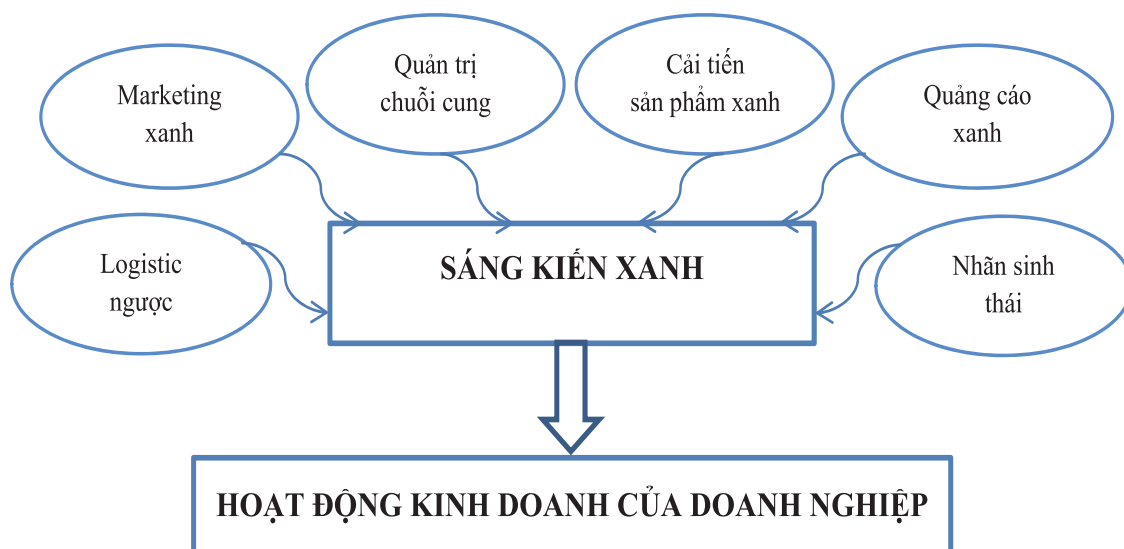 Marketing
xanh
Quản trị
chuỗi cung
Cải tiến
sản phẩm xanh
Quảng cáo
xanh
Logistic
ngược
SÁNG KIẾN XANH
Nhãn sinh
thái
HOẠT ĐỘNG KINH DOANH CỦA DOANH NGHIỆP